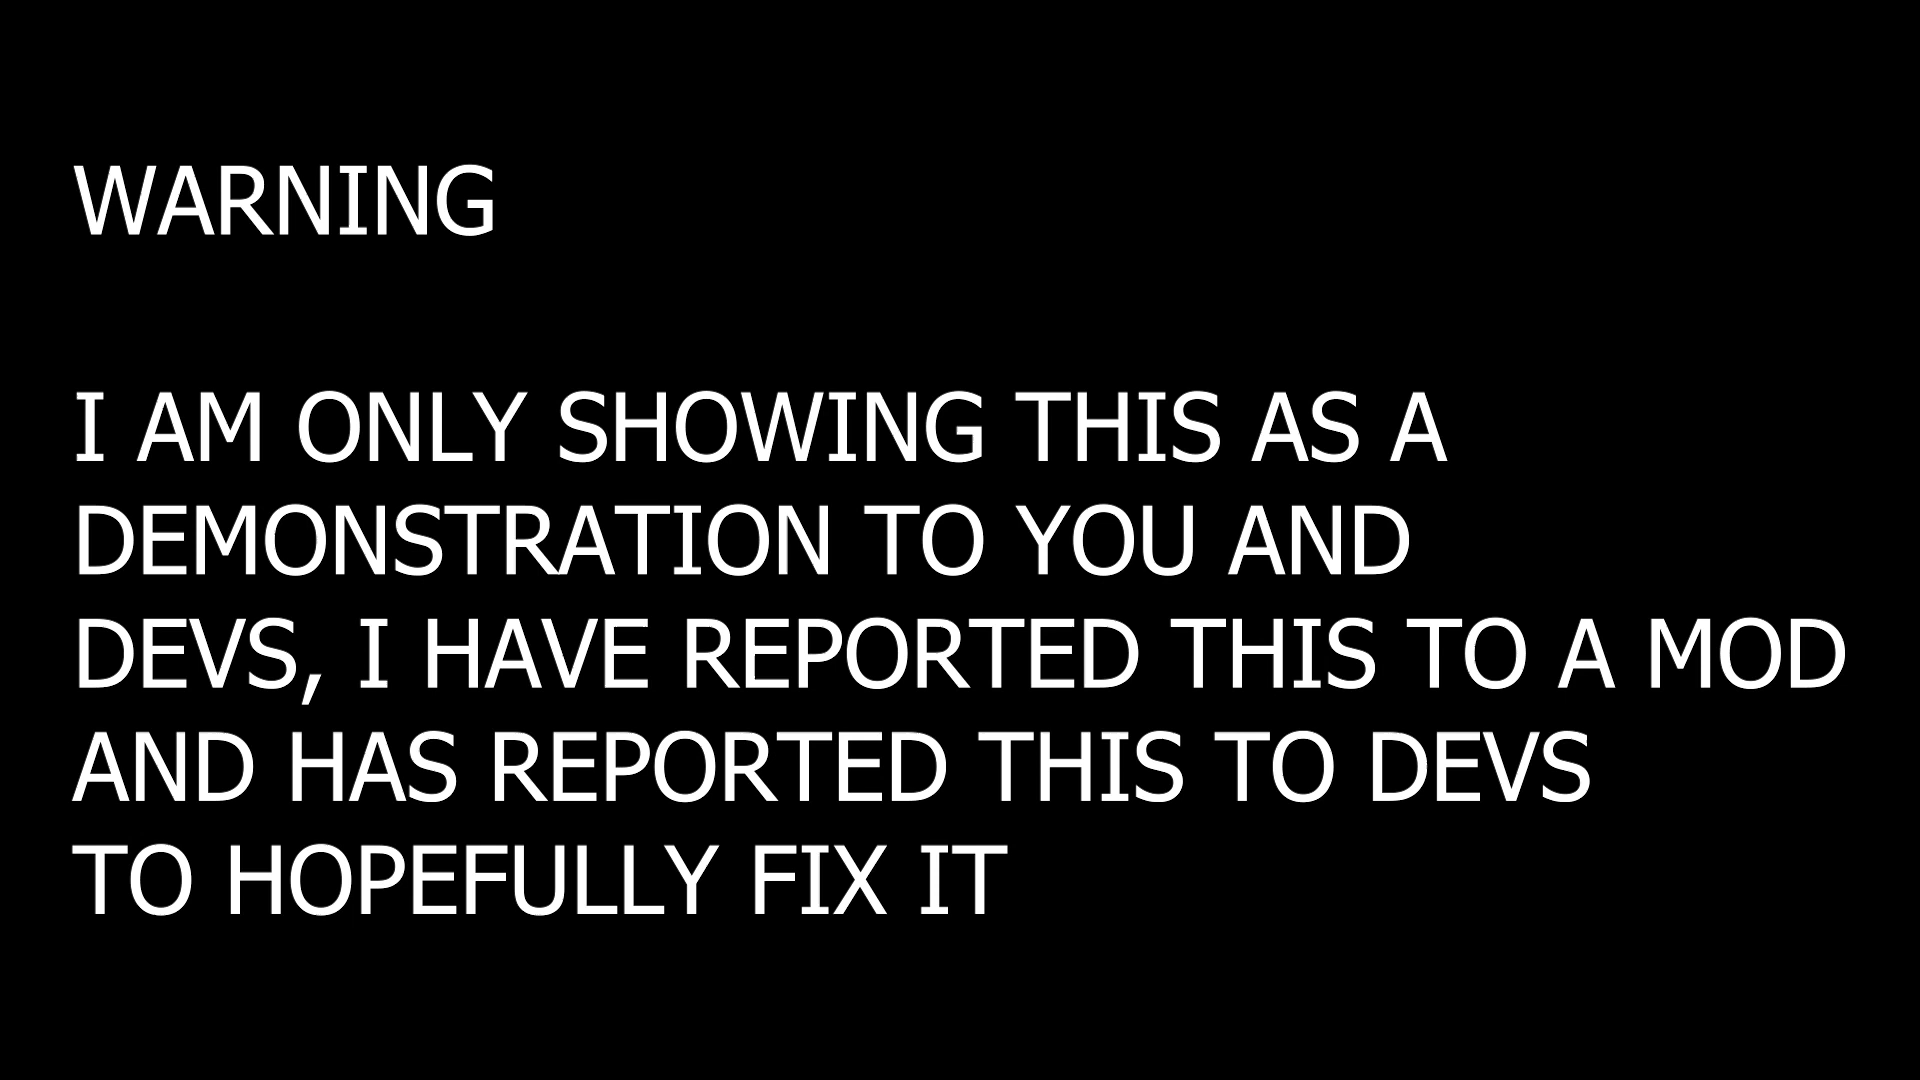 WARNING
I AM ONLY SHOWING THIS AS A
DEMONSTRATION TO YOU AND
DEVS, I HAVE REPORTED THIS TO A MOD
AND HAS REPORTED THIS TO DEVS
TO HOPEFULLY FIX IT